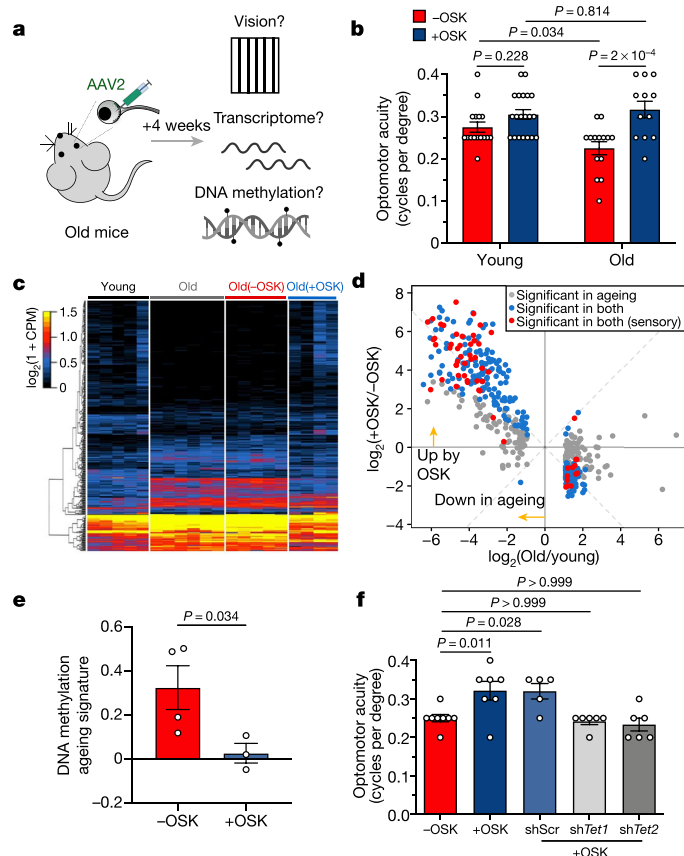 a
Vision?
AAV2
+4 weeks
Transcriptome?
DNA methylation?
Old mice
b
–OSK
+OSK
P = 0.814
P = 0.034
P = 0.228
P = 2 × 10⁻⁴
Optomotor acuity
(cycles per degree)
0.4
0.3
0.2
0.1
0
Young
Old
c
Young
Old
Old(–OSK)
Old(+OSK)
log₂(1 + CPM)
1.5
1.0
0.5
0
d
Significant in ageing
Significant in both
Significant in both (sensory)
log₂(+OSK/–OSK)
8
6
4
2
0
–2
–4
Up by
OSK
Down in ageing
–6
–4
–2
0
2
4
6
log₂(Old/young)
e
P = 0.034
DNA methylation
ageing signature
0.6
0.4
0.2
0
–0.2
–OSK
+OSK
f
P > 0.999
P > 0.999
P = 0.028
P = 0.011
Optomotor acuity
(cycles per degree)
0.4
0.3
0.2
0.1
0
–OSK
+OSK
shScr
shTet1
shTet2
+OSK